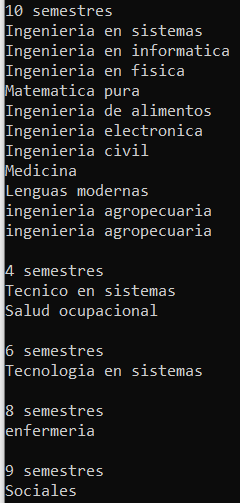 10 semestres
Ingenieria en sistemas
Ingenieria en informatica
Ingenieria en fisica
Matematica pura
Ingenieria de alimentos
Ingenieria electronica
Ingenieria civil
Medicina
Lenguas modernas
ingenieria agropecuaria
ingenieria agropecuaria

4 semestres
Tecnico en sistemas
Salud ocupacional

6 semestres
Tecnologia en sistemas

8 semestres
enfermeria

9 semestres
Sociales